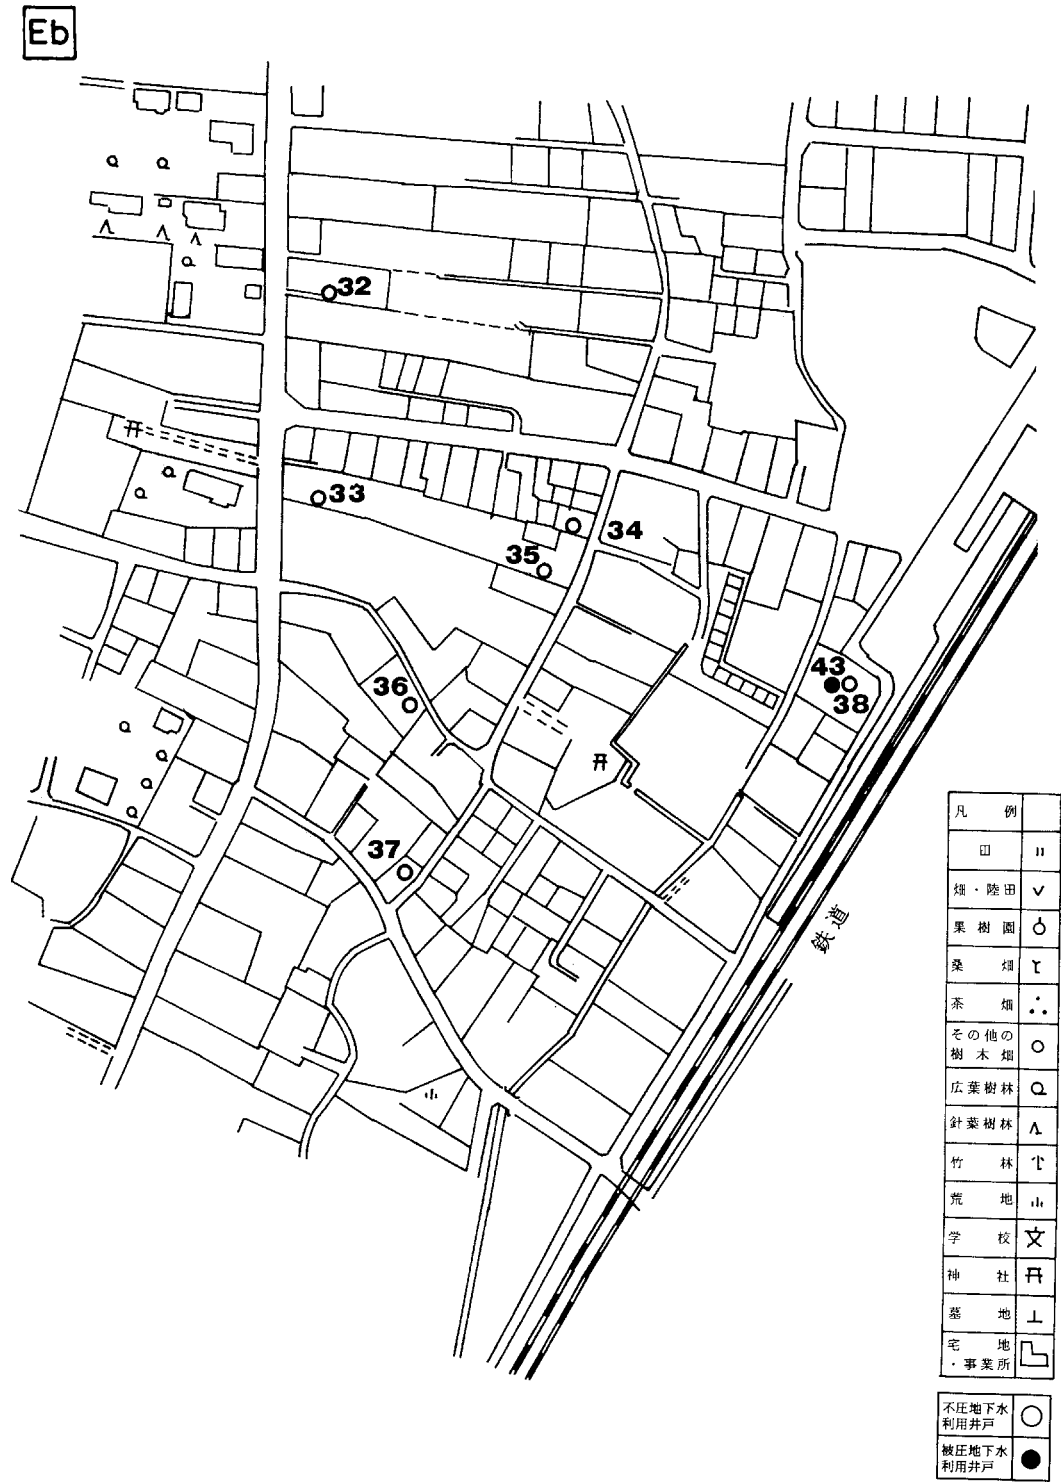 Eb
32
33
34
35
36
43
38
37
鉄道
凡 例
田
畑・陸田
果樹園
桑 畑
茶 畑
その他の
樹木畑
広葉樹林
針葉樹林
竹 林
荒 地
学 校
文
神 社
墓 地
宅 地
・事業所
不圧地下水
利用井戸
被圧地下水
利用井戸